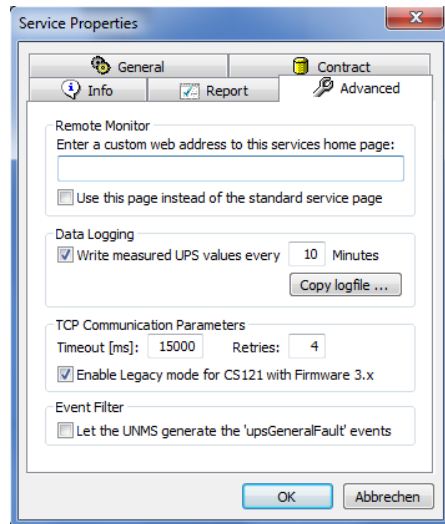 Service Properties
General
Contract
Info
Report
Advanced
Remote Monitor
Enter a custom web address to this services home page:
Use this page instead of the standard service page
Data Logging
Write measured UPS values every 10 Minutes
Copy logfile ...
TCP Communication Parameters
Timeout [ms]: 15000 Retries: 4
Enable Legacy mode for CS121 with Firmware 3.x
Event Filter
Let the UNMS generate the 'upsGeneralFault' events
OK
Abbrechen